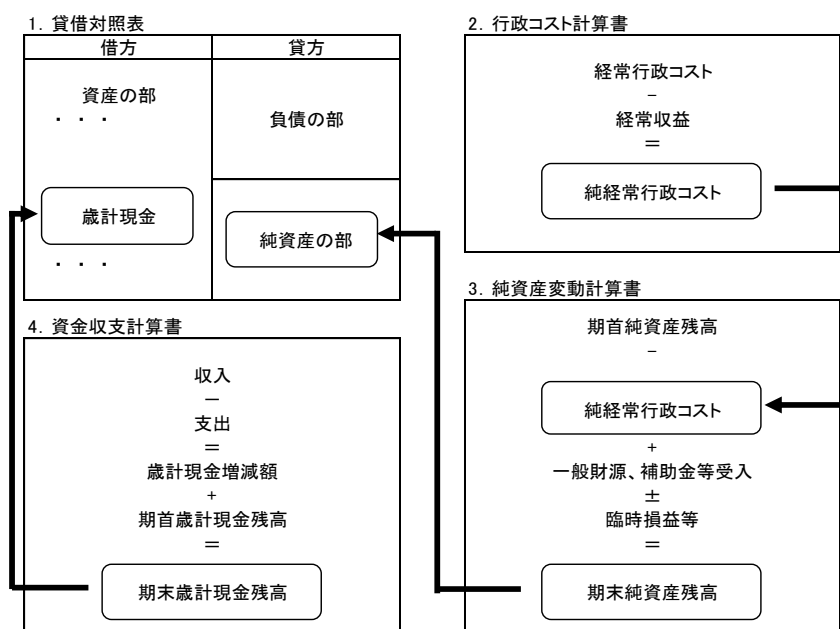 1．貸借対照表
借方
貸方
資産の部
・　・　・
歳計現金
・　・　・
負債の部
純資産の部
2．行政コスト計算書
経常行政コスト
－
経常収益
＝
純経常行政コスト
3．純資産変動計算書
期首純資産残高
－
純経常行政コスト
+
一般財源、補助金等受入
±
臨時損益等
＝
期末純資産残高
4．資金収支計算書
収入
－
支出
＝
歳計現金増減額
+
期首歳計現金残高
＝
期末歳計現金残高